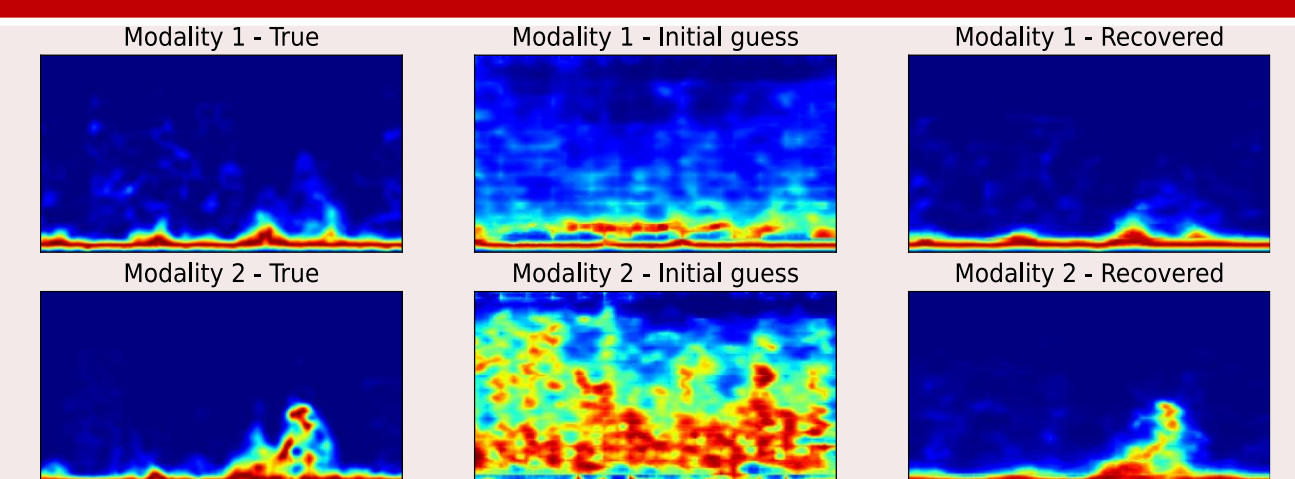 Modality 1 - True
Modality 1 - Initial guess
Modality 1 - Recovered
Modality 2 - True
Modality 2 - Initial guess
Modality 2 - Recovered